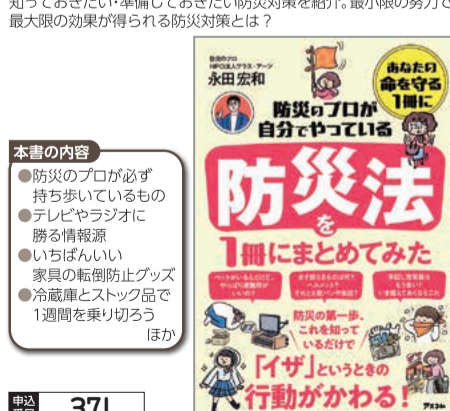 知っておきたい・準備しておきたい防災対策を紹介。最小限の努力で
最大限の効果が得られる防災対策とは？
本書の内容
●防災のプロが必ず
持ち歩いているもの
●テレビやラジオに
勝る情報源
●いちばんいい
家具の転倒防止グッズ
●冷蔵庫とストック品で
1週間を乗り切ろう
ほか
申込
番号
371
防災のプロ
NPO法人プラス・アーツ
永田宏和
あなたの
命を守る
1冊に
防災のプロが
自分でやっている
防災法
を
1冊にまとめてみた
防災の第一歩、
これを知って
いるだけで
「イザ」というときの
行動がかわる！
アスコム